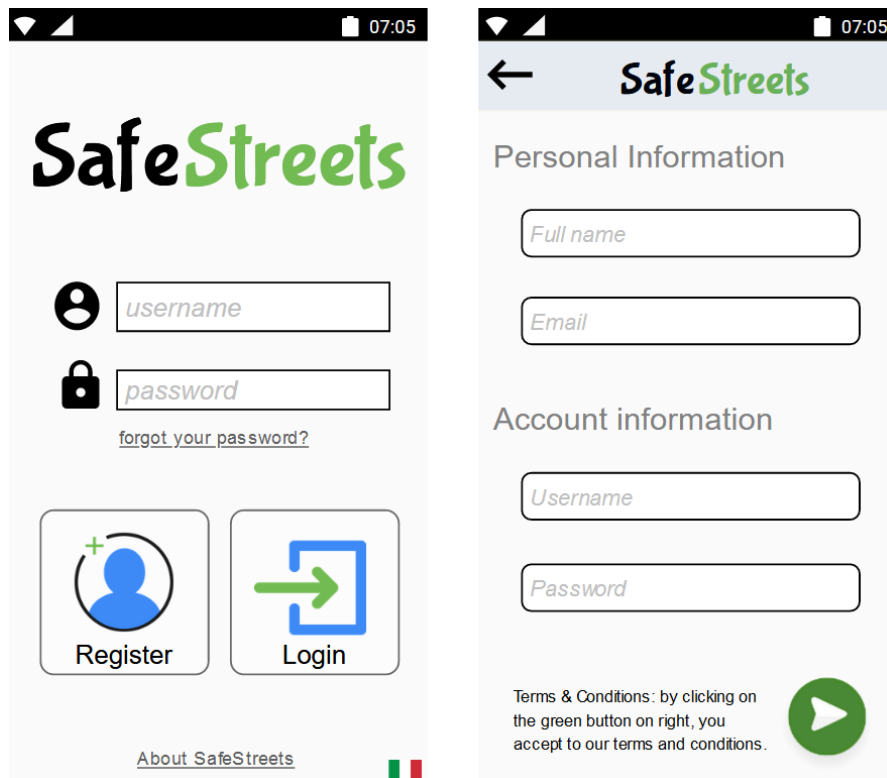 07:05
SafeStreets
username
password
forgot your password?
Register
Login
About SafeStreets
07:05
SafeStreets
Personal Information
Full name
Email
Account information
Username
Password
Terms & Conditions: by clicking on
the green button on right, you
accept to our terms and conditions.